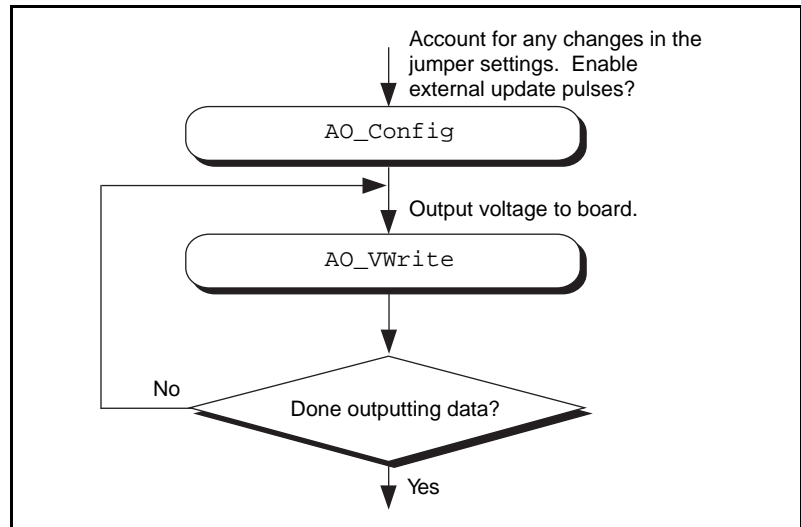 Account for any changes in the
jumper settings.  Enable
external update pulses?
AO_Config
Output voltage to board.
AO_VWrite
No
Done outputting data?
Yes